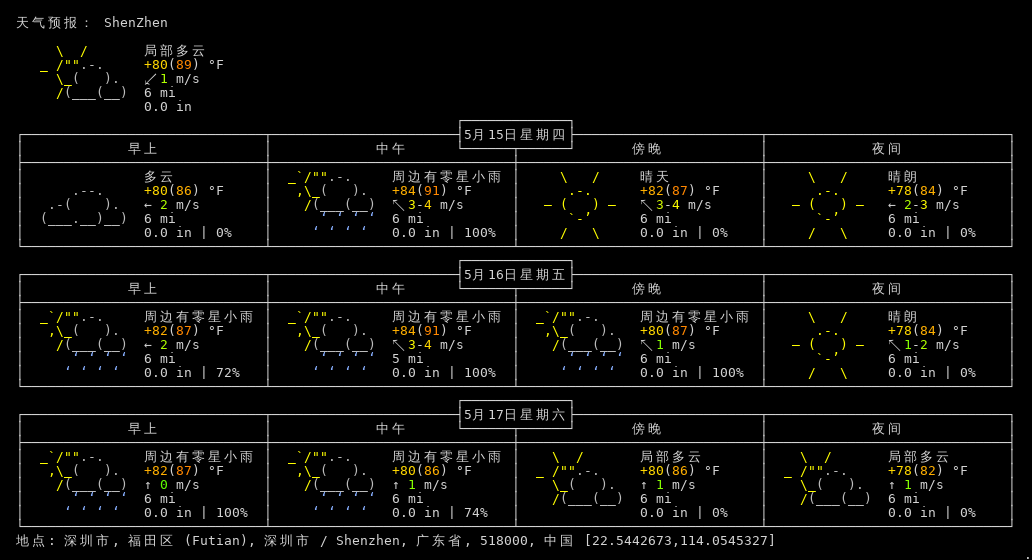 天气预报： ShenZhen
局部多云
+80(89) °F
↙ 1 m/s
6 mi
0.0 in
5月15日星期四
早上 中午 傍晚 夜间
多云 周边有零星小雨 晴天 晴朗
+80(86) °F +84(91) °F +82(87) °F +78(84) °F
← 2 m/s ↖ 3-4 m/s ↖ 3-4 m/s ← 2-3 m/s
6 mi 6 mi 6 mi 6 mi
0.0 in | 0% 0.0 in | 100% 0.0 in | 0% 0.0 in | 0%
5月16日星期五
早上 中午 傍晚 夜间
周边有零星小雨 周边有零星小雨 周边有零星小雨 晴朗
+82(87) °F +84(91) °F +80(87) °F +78(84) °F
← 2 m/s ↖ 3-4 m/s ↖ 1 m/s ↖ 1-2 m/s
6 mi 5 mi 6 mi 6 mi
0.0 in | 72% 0.0 in | 100% 0.0 in | 100% 0.0 in | 0%
5月17日星期六
早上 中午 傍晚 夜间
周边有零星小雨 周边有零星小雨 局部多云 局部多云
+82(87) °F +80(86) °F +80(86) °F +78(82) °F
↑ 0 m/s ↑ 1 m/s ↑ 1 m/s ↑ 1 m/s
6 mi 6 mi 6 mi 6 mi
0.0 in | 100% 0.0 in | 74% 0.0 in | 0% 0.0 in | 0%
地点: 深圳市, 福田区 (Futian), 深圳市 / Shenzhen, 广东省, 518000, 中国 [22.5442673,114.0545327]